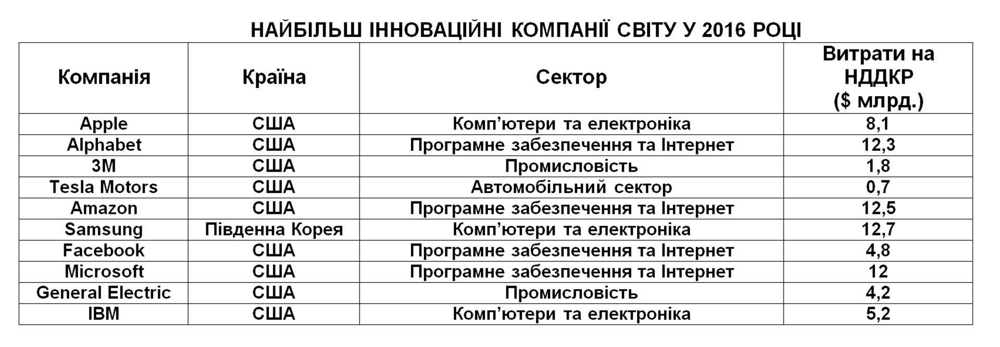 НАЙБІЛЬШ ІННОВАЦІЙНІ КОМПАНІЇ СВІТУ У 2016 РОЦІ
Компанія Країна Сектор Витрати на
НДДКР
($ млрд.)
Apple США Комп’ютери та електроніка 8,1
Alphabet США Програмне забезпечення та Інтернет 12,3
3M США Промисловість 1,8
Tesla Motors США Автомобільний сектор 0,7
Amazon США Програмне забезпечення та Інтернет 12,5
Samsung Південна Корея Комп’ютери та електроніка 12,7
Facebook США Програмне забезпечення та Інтернет 4,8
Microsoft США Програмне забезпечення та Інтернет 12
General Electric США Промисловість 4,2
IBM США Комп’ютери та електроніка 5,2